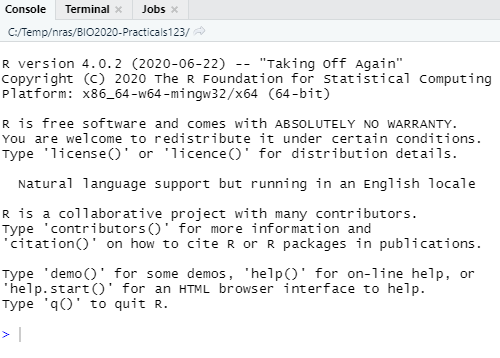 Console Terminal × Jobs ×
C:/Temp/nras/BIO2020-Practicals123/
R version 4.0.2 (2020-06-22) -- "Taking Off Again"
Copyright (C) 2020 The R Foundation for Statistical Computing
Platform: x86_64-w64-mingw32/x64 (64-bit)
R is free software and comes with ABSOLUTELY NO WARRANTY.
You are welcome to redistribute it under certain conditions.
Type 'license()' or 'licence()' for distribution details.
Natural language support but running in an English locale
R is a collaborative project with many contributors.
Type 'contributors()' for more information and
'citation()' on how to cite R or R packages in publications.
Type 'demo()' for some demos, 'help()' for on-line help, or
'help.start()' for an HTML browser interface to help.
Type 'q()' to quit R.
>